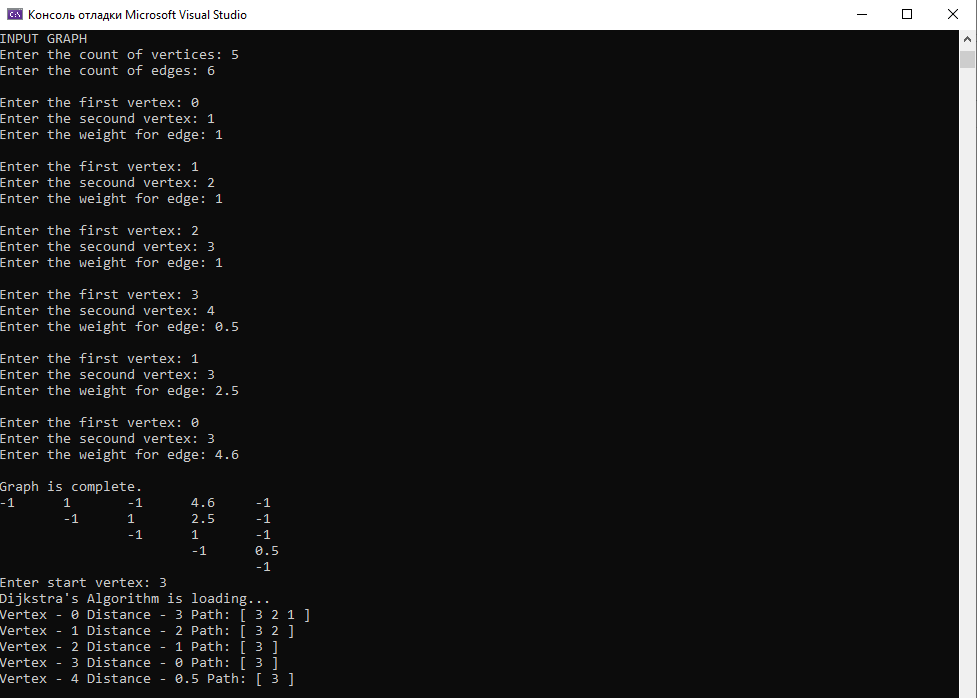 Консоль отладки Microsoft Visual Studio
INPUT GRAPH
Enter the count of vertices: 5
Enter the count of edges: 6
Enter the first vertex: 0
Enter the secound vertex: 1
Enter the weight for edge: 1
Enter the first vertex: 1
Enter the secound vertex: 2
Enter the weight for edge: 1
Enter the first vertex: 2
Enter the secound vertex: 3
Enter the weight for edge: 1
Enter the first vertex: 3
Enter the secound vertex: 4
Enter the weight for edge: 0.5
Enter the first vertex: 1
Enter the secound vertex: 3
Enter the weight for edge: 2.5
Enter the first vertex: 0
Enter the secound vertex: 3
Enter the weight for edge: 4.6
Graph is complete.
-1 1 -1 4.6 -1
-1 1 2.5 -1
-1 1 -1
-1 0.5
-1
Enter start vertex: 3
Dijkstra's Algorithm is loading...
Vertex - 0 Distance - 3 Path: [ 3 2 1 ]
Vertex - 1 Distance - 2 Path: [ 3 2 ]
Vertex - 2 Distance - 1 Path: [ 3 ]
Vertex - 3 Distance - 0 Path: [ 3 ]
Vertex - 4 Distance - 0.5 Path: [ 3 ]